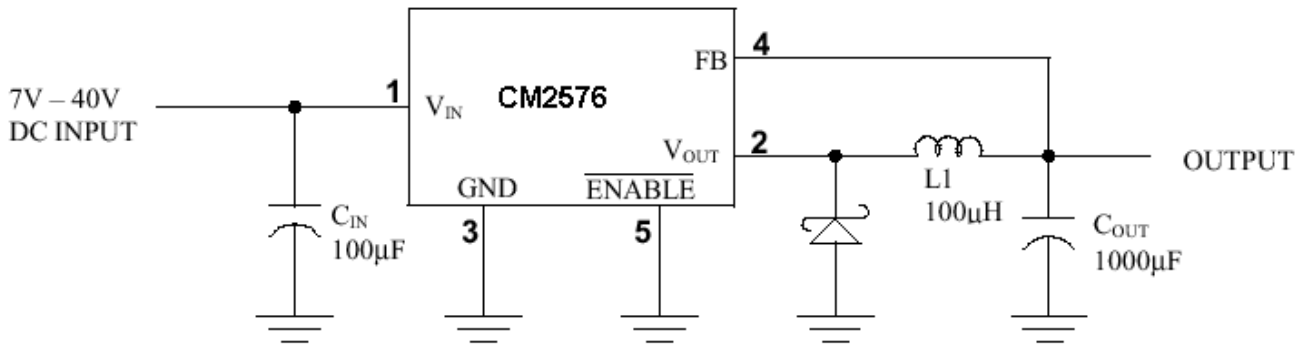 7V – 40V
DC INPUT
1
V_IN
CM2576
FB
4
V_OUT
2
GND
ENABLE
3
5
C_IN
100μF
L1
100μH
OUTPUT
C_OUT
1000μF